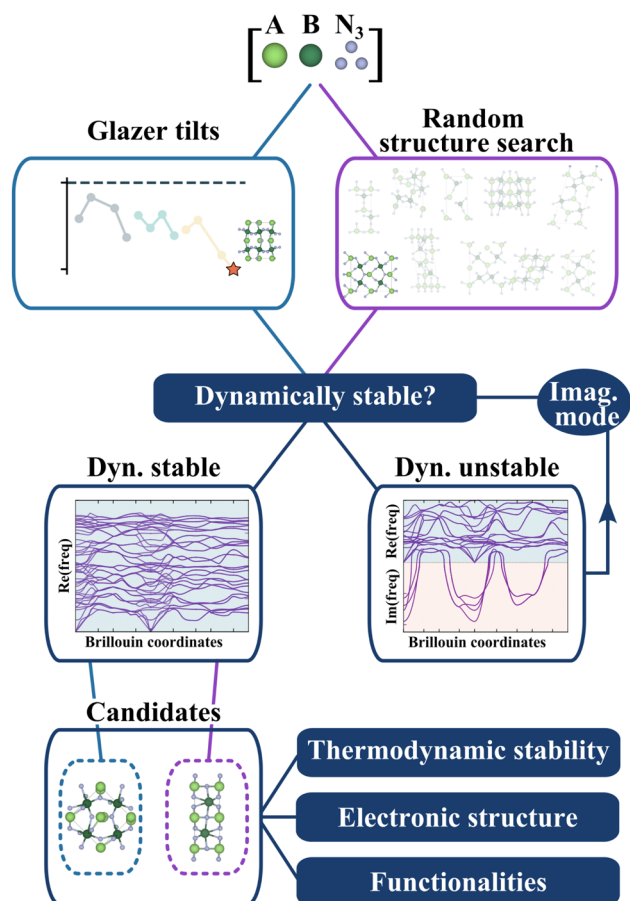 A B N₃
Glazer tilts
Random
structure search
Dynamically stable?
Imag.
mode
Dyn. stable
Dyn. unstable
Re(freq)
Brillouin coordinates
Re(freq)
Im(freq)
Brillouin coordinates
Candidates
Thermodynamic stability
Electronic structure
Functionalities